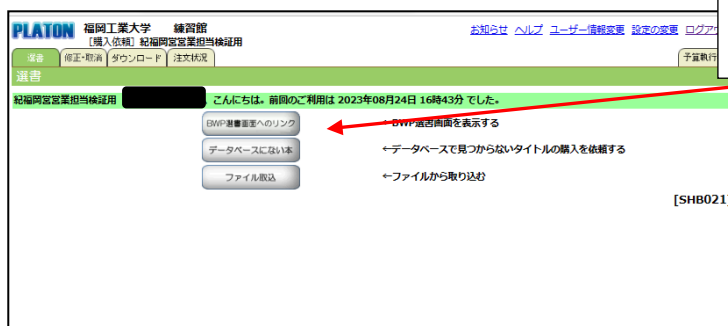 PLATON 福岡工業大学 練習館
[購入依頼] 紀福岡営営業担当検証用
お知らせ ヘルプ ユーザー情報変更 設定の変更 ログア
選書 修正・取消 ダウンロード 注文状況 予算執行
選書
紀福岡営営業担当検証用 、こんにちは。前回のご利用は 2023年08月24日 16時43分 でした。
BWP選書画面へのリンク ←BWP選書画面を表示する
データベースにない本 ←データベースで見つからないタイトルの購入を依頼する
ファイル取込 ←ファイルから取り込む
[SHB021]